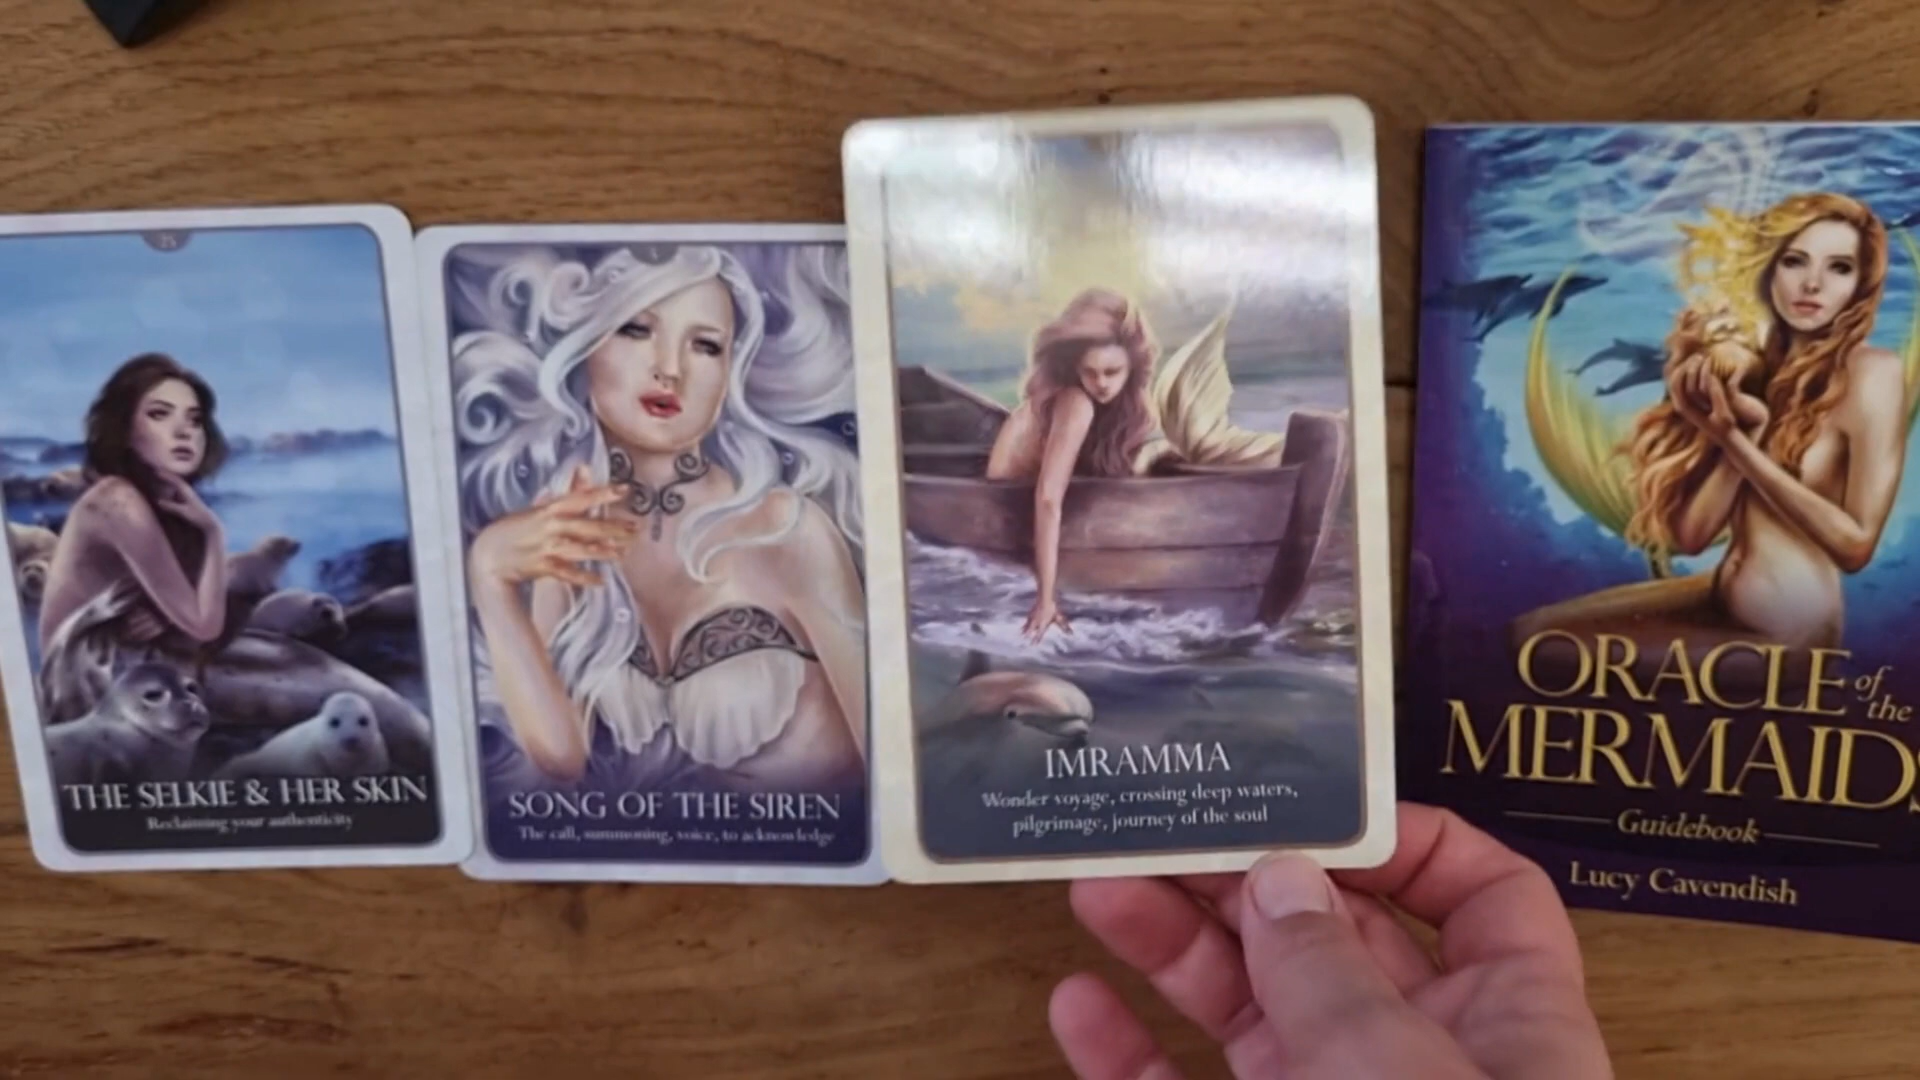 25
THE SELKIE & HER SKIN
Reclaiming your authenticity
SONG OF THE SIREN
The call, summoning, voice, to acknowledge
IMRAMMA
Wonder voyage, crossing deep waters,
pilgrimage, journey of the soul
ORACLE of
the
MERMAIDS
Guidebook
Lucy Cavendish